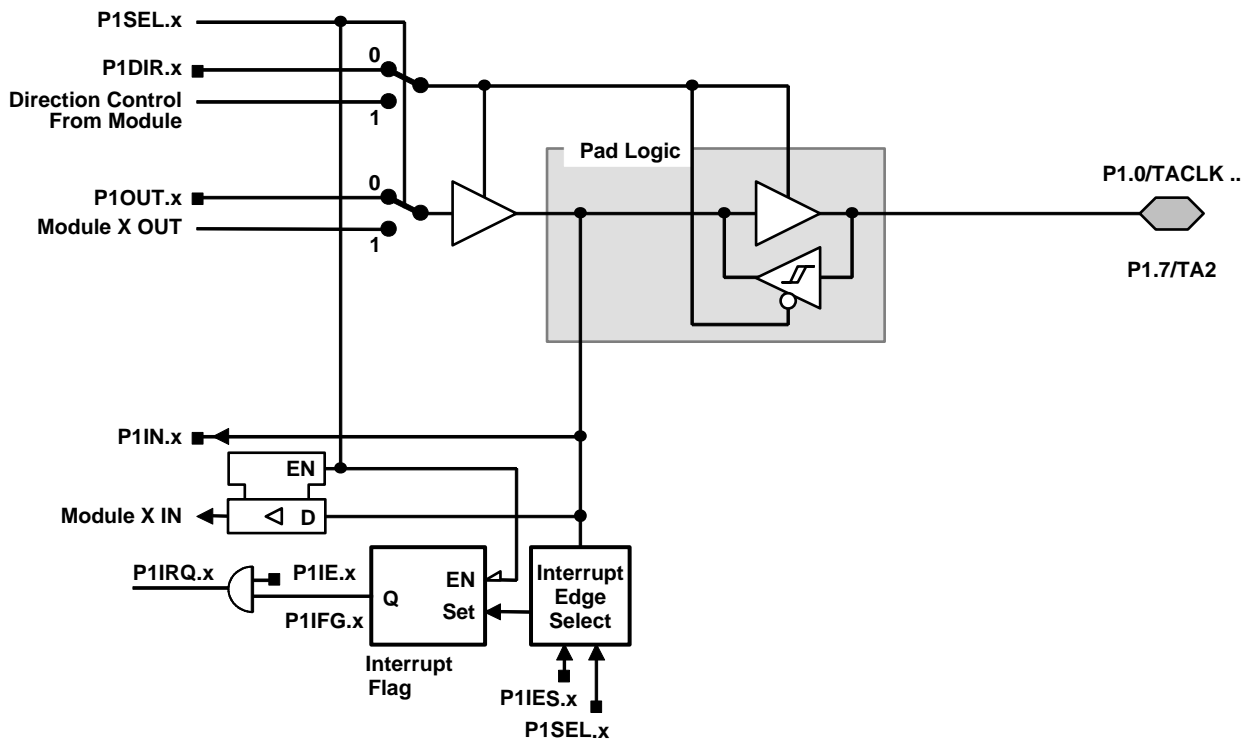 P1SEL.x
P1DIR.x
0
Direction Control
From Module
1
Pad Logic
P1OUT.x
0
Module X OUT
1
P1.0/TACLK ..
P1.7/TA2
P1IN.x
EN
Module X IN
D
P1IRQ.x
P1IE.x
P1IFG.x
Q
EN
Set
Interrupt
Edge
Select
Interrupt
Flag
P1IES.x
P1SEL.x